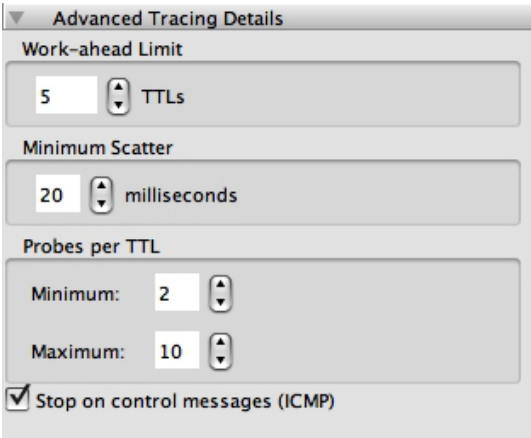 Advanced Tracing Details
Work-ahead Limit
5 TTLs
Minimum Scatter
20 milliseconds
Probes per TTL
Minimum: 2
Maximum: 10
Stop on control messages (ICMP)